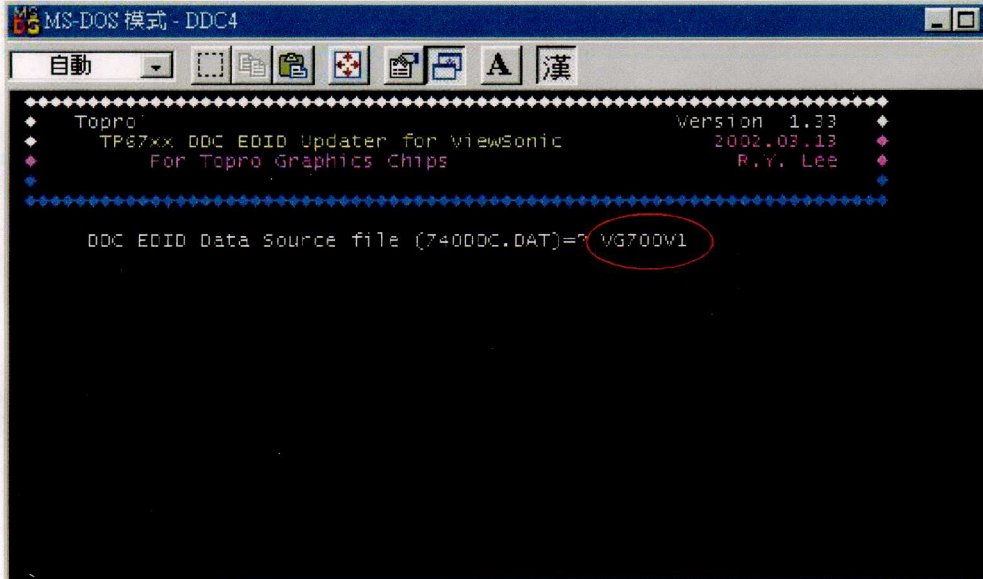 MS-DOS 模式 - DDC4
自動 A 漢
Topro Version 1.33
TP67xx DDC EDID Updater for ViewSonic 2002.03.13
For Topro Graphics Chips R.Y. Lee
DDC EDID Data Source file (740DDC.DAT)=? VG700V1